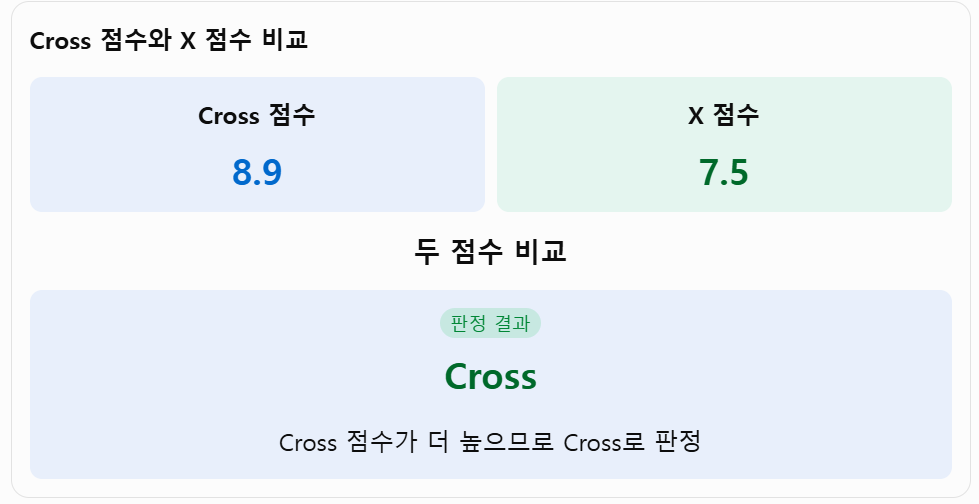 Cross 점수와 X 점수 비교
Cross 점수
8.9
X 점수
7.5
두 점수 비교
판정 결과
Cross
Cross 점수가 더 높으므로 Cross로 판정